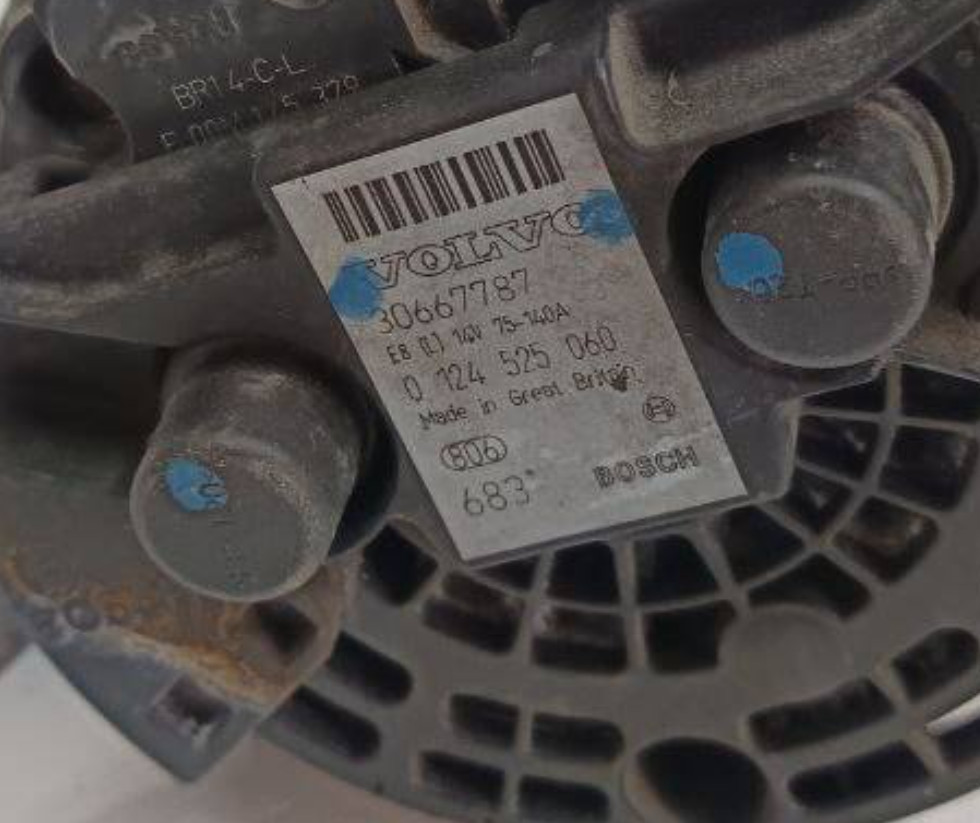 BR14-C-L
VOLVO
30667787
E8 (L) 14V 75-140A
0 124 525 060
Made in Great Britain
806
683
BOSCH